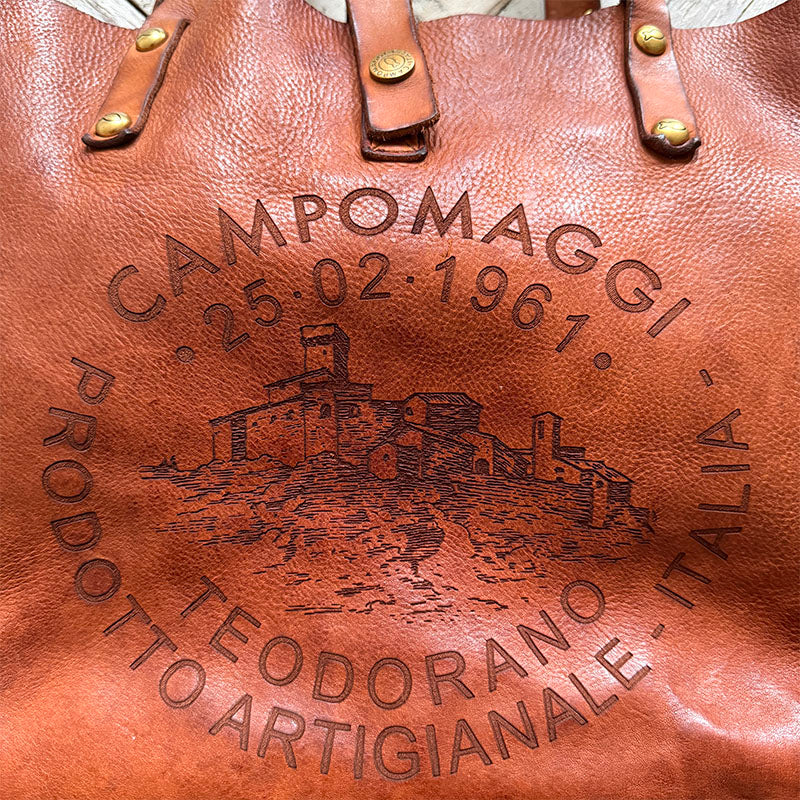 CAMPOMAGGI
· 25 · 02 · 1961 ·
TEODORANO
PRODOTTO ARTIGIANALE - ITALIA -